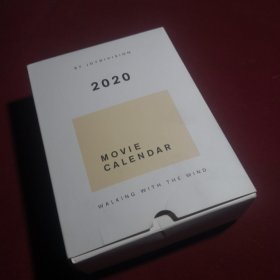 2020
MOVIE
CALENDAR
WALKING WITH THE WIND